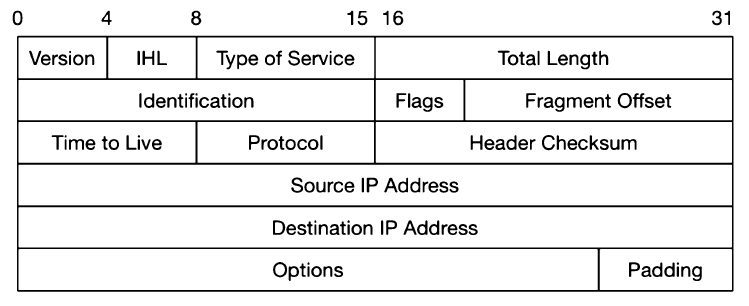 0 4 8 15 16 31
Version IHL Type of Service Total Length
Identification Flags Fragment Offset
Time to Live Protocol Header Checksum
Source IP Address
Destination IP Address
Options Padding